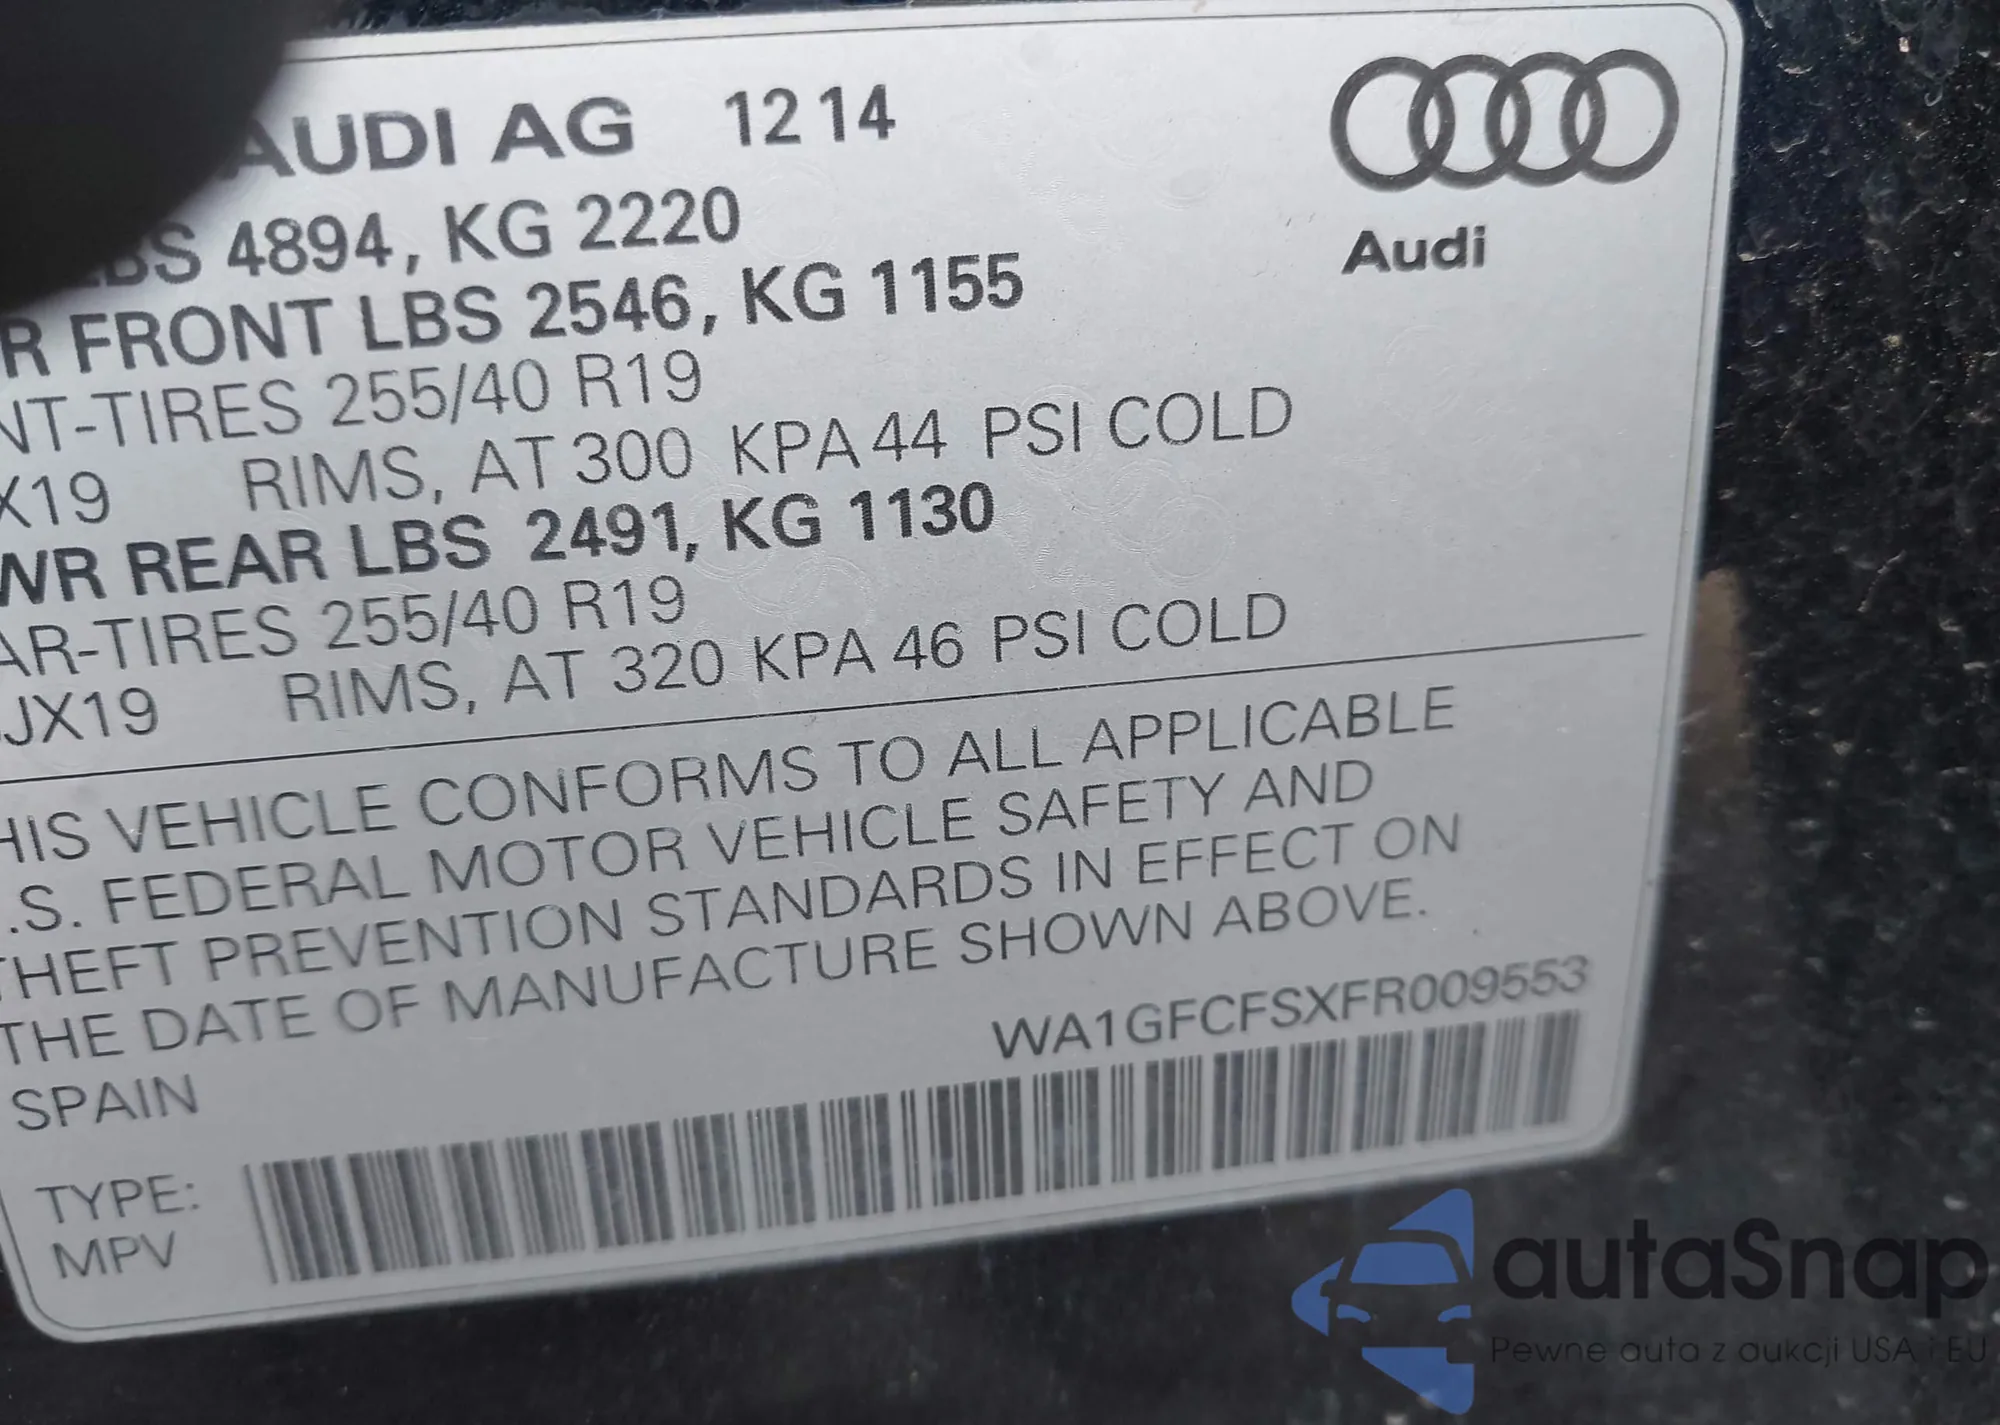 AUDI AG 12 14
LBS 4894, KG 2220
R FRONT LBS 2546, KG 1155
NT-TIRES 255/40 R19
X19 RIMS, AT 300 KPA 44 PSI COLD
WR REAR LBS 2491, KG 1130
AR-TIRES 255/40 R19
JX19 RIMS, AT 320 KPA 46 PSI COLD
Audi
HIS VEHICLE CONFORMS TO ALL APPLICABLE
.S. FEDERAL MOTOR VEHICLE SAFETY AND
THEFT PREVENTION STANDARDS IN EFFECT ON
THE DATE OF MANUFACTURE SHOWN ABOVE.
WA1GFCFSXFR009553
SPAIN
TYPE:
MPV
autaSnap
Pewne auta z aukcji USA i EU